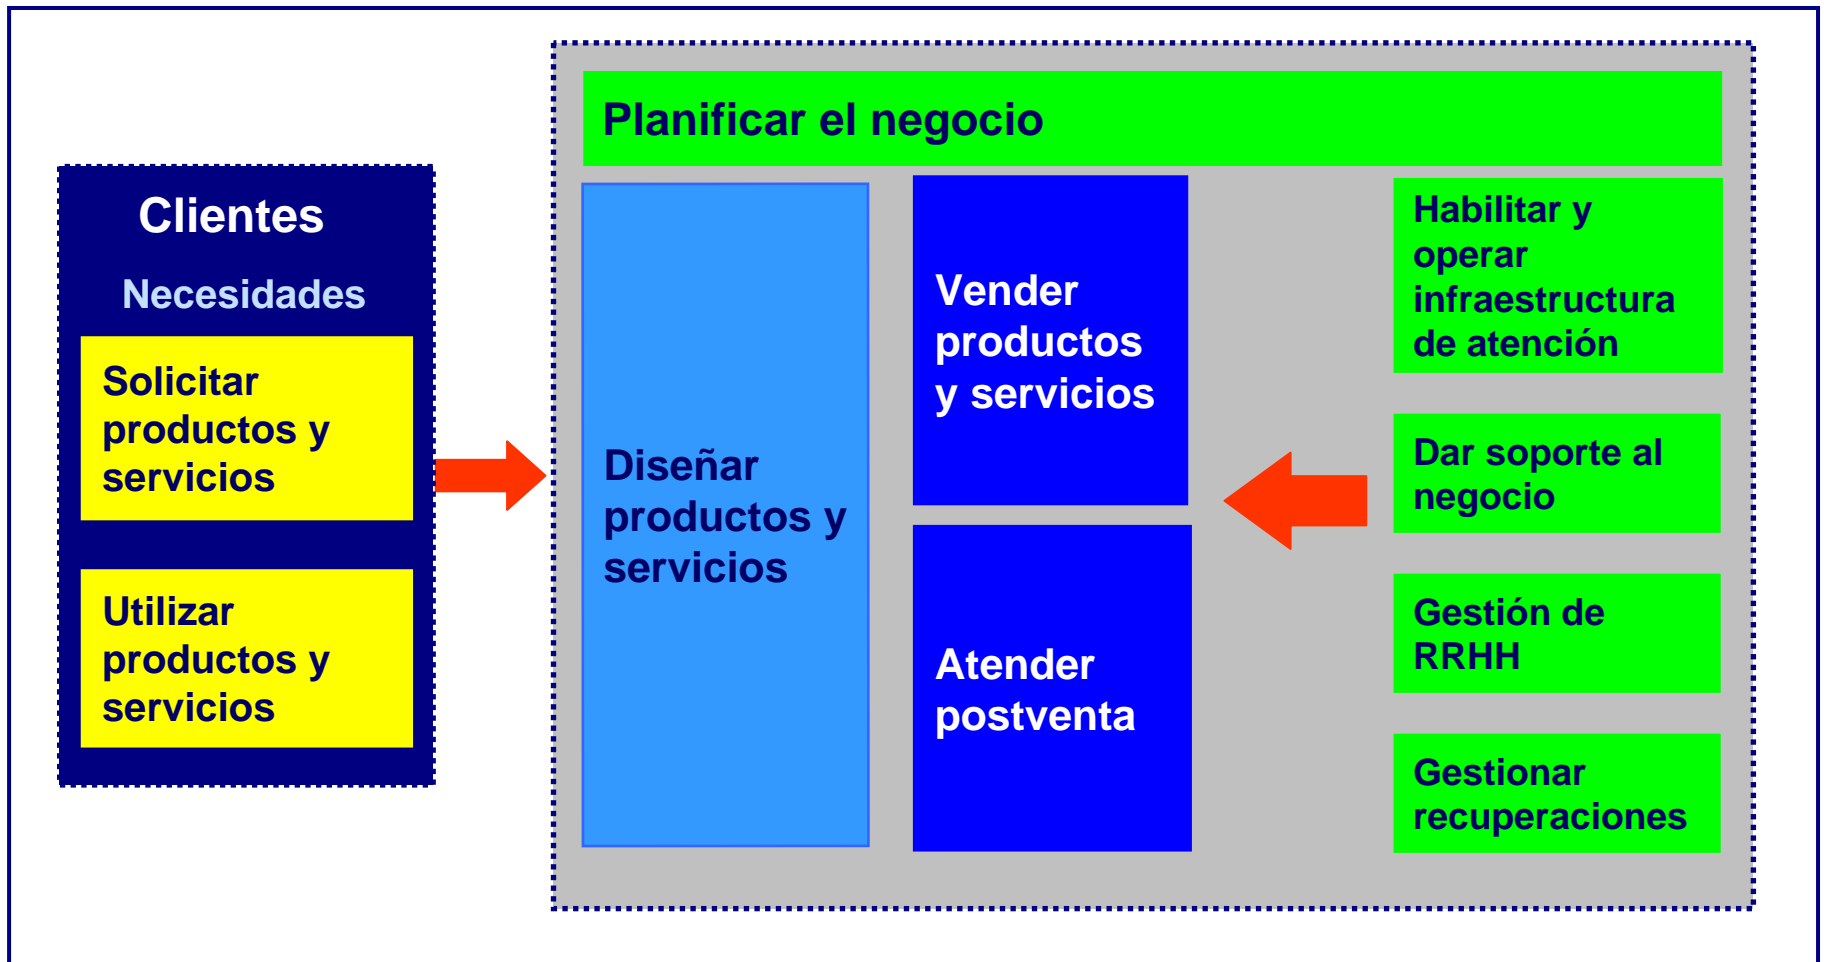 Clientes
Necesidades
Solicitar
productos y
servicios
Utilizar
productos y
servicios
Planificar el negocio
Diseñar
productos y
servicios
Vender
productos
y servicios
Atender
postventa
Habilitar y
operar
infraestructura
de atención
Dar soporte al
negocio
Gestión de
RRHH
Gestionar
recuperaciones